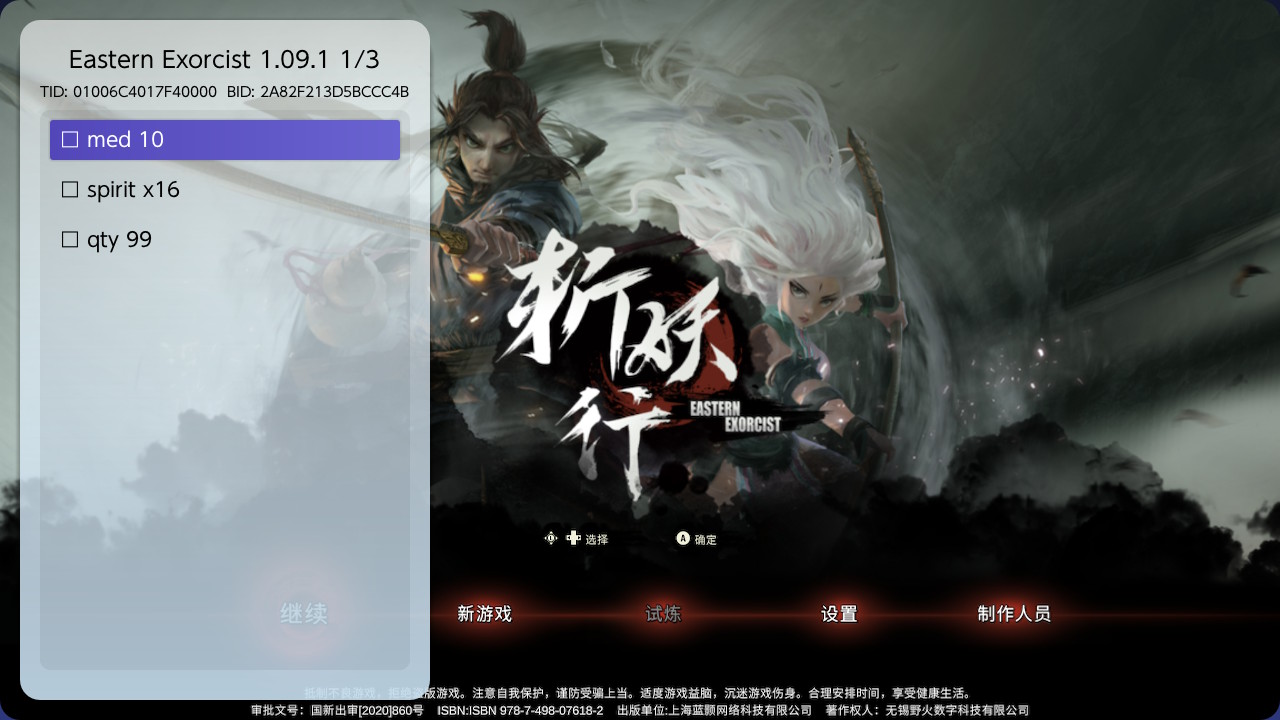 Eastern Exorcist 1.09.1 1/3
TID: 01006C4017F40000 BID: 2A82F213D5BCCC4B
☐ med 10
☐ spirit x16
☐ qty 99
斩妖
行
EASTERN
EXORCIST
选择 A 确定
继续 新游戏 试炼 设置 制作人员
抵制不良游戏，拒绝盗版游戏。注意自我保护，谨防受骗上当。适度游戏益脑，沉迷游戏伤身。合理安排时间，享受健康生活。
审批文号：国新出审[2020]860号 ISBN:ISBN 978-7-498-07618-2 出版单位:上海蓝颢网络科技有限公司 著作权人：无锡野火数字科技有限公司